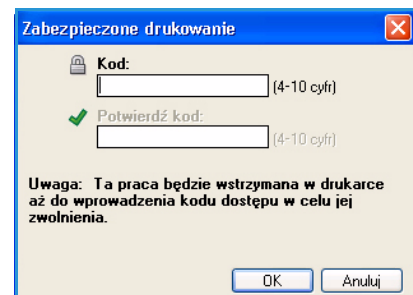 Zabezpieczone drukowanie
Kod:
(4-10 cyfr)
Potwierdź kod:
(4-10 cyfr)
Uwaga: Ta praca będzie wstrzymana w drukarce
aż do wprowadzenia kodu dostępu w celu jej
zwolnienia.
OK Anuluj